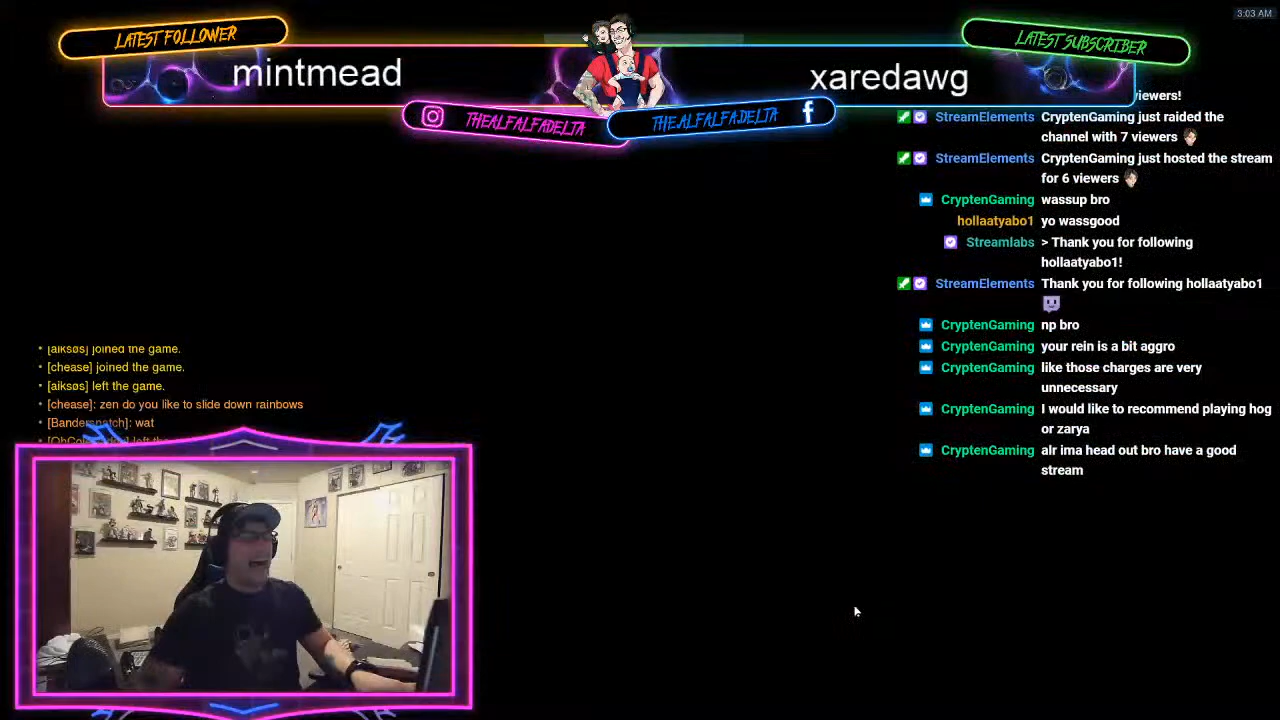 3:03 AM
LATEST FOLLOWER
LATEST SUBSCRIBER
mintmead
xaredawg
THEALFALFADELTA
THEALFALFADELTA
iewers!
StreamElements CryptenGaming just raided the
channel with 7 viewers
StreamElements CryptenGaming just hosted the stream
for 6 viewers
CryptenGaming wassup bro
hollaatyabo1 yo wassgood
Streamlabs > Thank you for following
hollaatyabo1!
StreamElements Thank you for following hollaatyabo1
CryptenGaming np bro
CryptenGaming your rein is a bit aggro
CryptenGaming like those charges are very
unnecessary
CryptenGaming I would like to recommend playing hog
or zarya
CryptenGaming alr ima head out bro have a good
stream
• [aiksøs] joined the game.
• [chease] joined the game.
• [aiksøs] left the game.
• [chease]: zen do you like to slide down rainbows
• [Bandersnatch]: wat